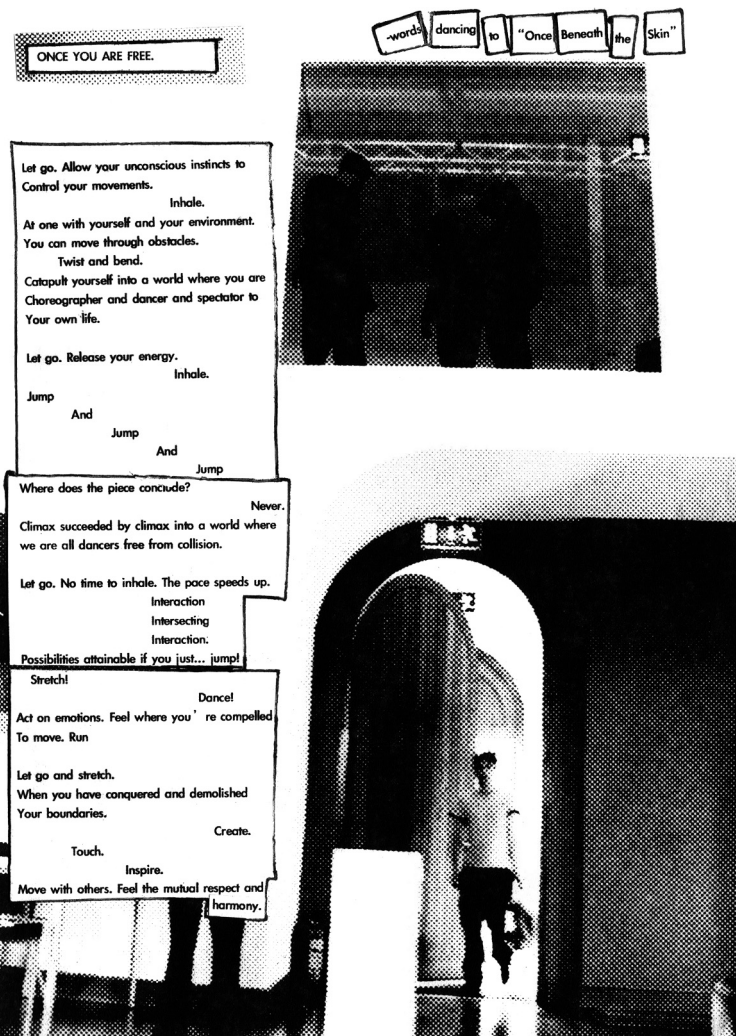 -words dancing to "Once Beneath the Skin"
ONCE YOU ARE FREE.
Let go. Allow your unconscious instincts to
Control your movements.
Inhale.
At one with yourself and your environment.
You can move through obstacles.
Twist and bend.
Catapult yourself into a world where you are
Choreographer and dancer and spectator to
Your own life.
Let go. Release your energy.
Inhale.
Jump
And
Jump
And
Jump
Where does the piece conclude?
Never.
Climax succeeded by climax into a world where
we are all dancers free from collision.
Let go. No time to inhale. The pace speeds up.
Interaction
Intersecting
Interaction.
Possibilities attainable if you just... jump!
Stretch!
Dance!
Act on emotions. Feel where you' re compelled
To move. Run
Let go and stretch.
When you have conquered and demolished
Your boundaries.
Create.
Touch.
Inspire.
Move with others. Feel the mutual respect and
harmony.